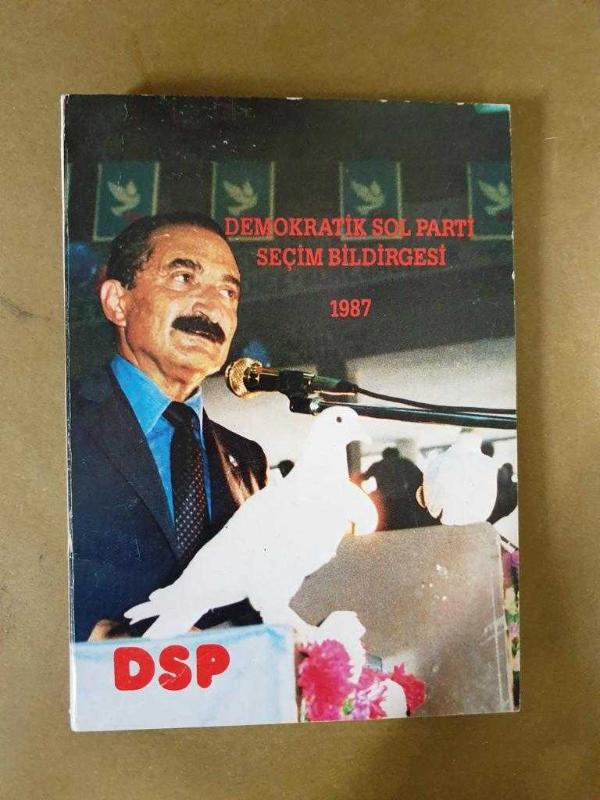 DEMOKRATİK SOL PARTİ
SEÇİM BİLDİRGESİ
1987
DSP